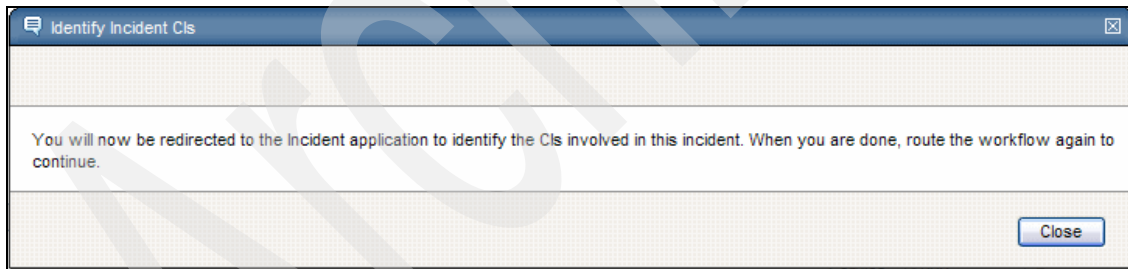 Identify Incident CIs
You will now be redirected to the Incident application to identify the CIs involved in this incident. When you are done, route the workflow again to
continue.
Close